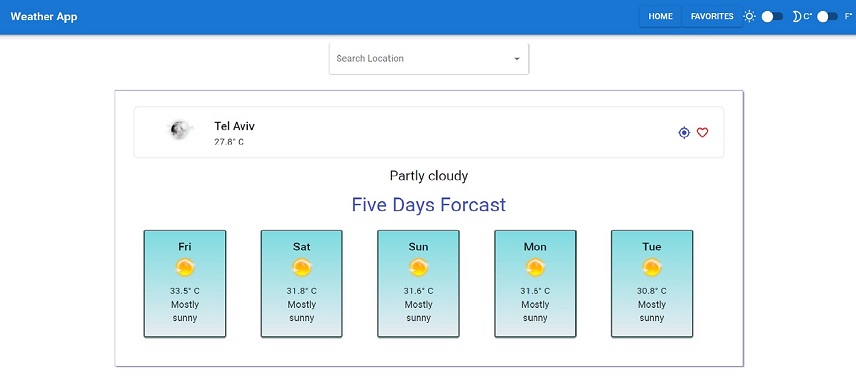 Weather App
HOME FAVORITES C° F°
Search Location
Tel Aviv
27.8° C
Partly cloudy
Five Days Forcast
Fri
33.5° C
Mostly
sunny
Sat
31.8° C
Mostly
sunny
Sun
31.6° C
Mostly
sunny
Mon
31.5° C
Mostly
sunny
Tue
30.8° C
Mostly
sunny